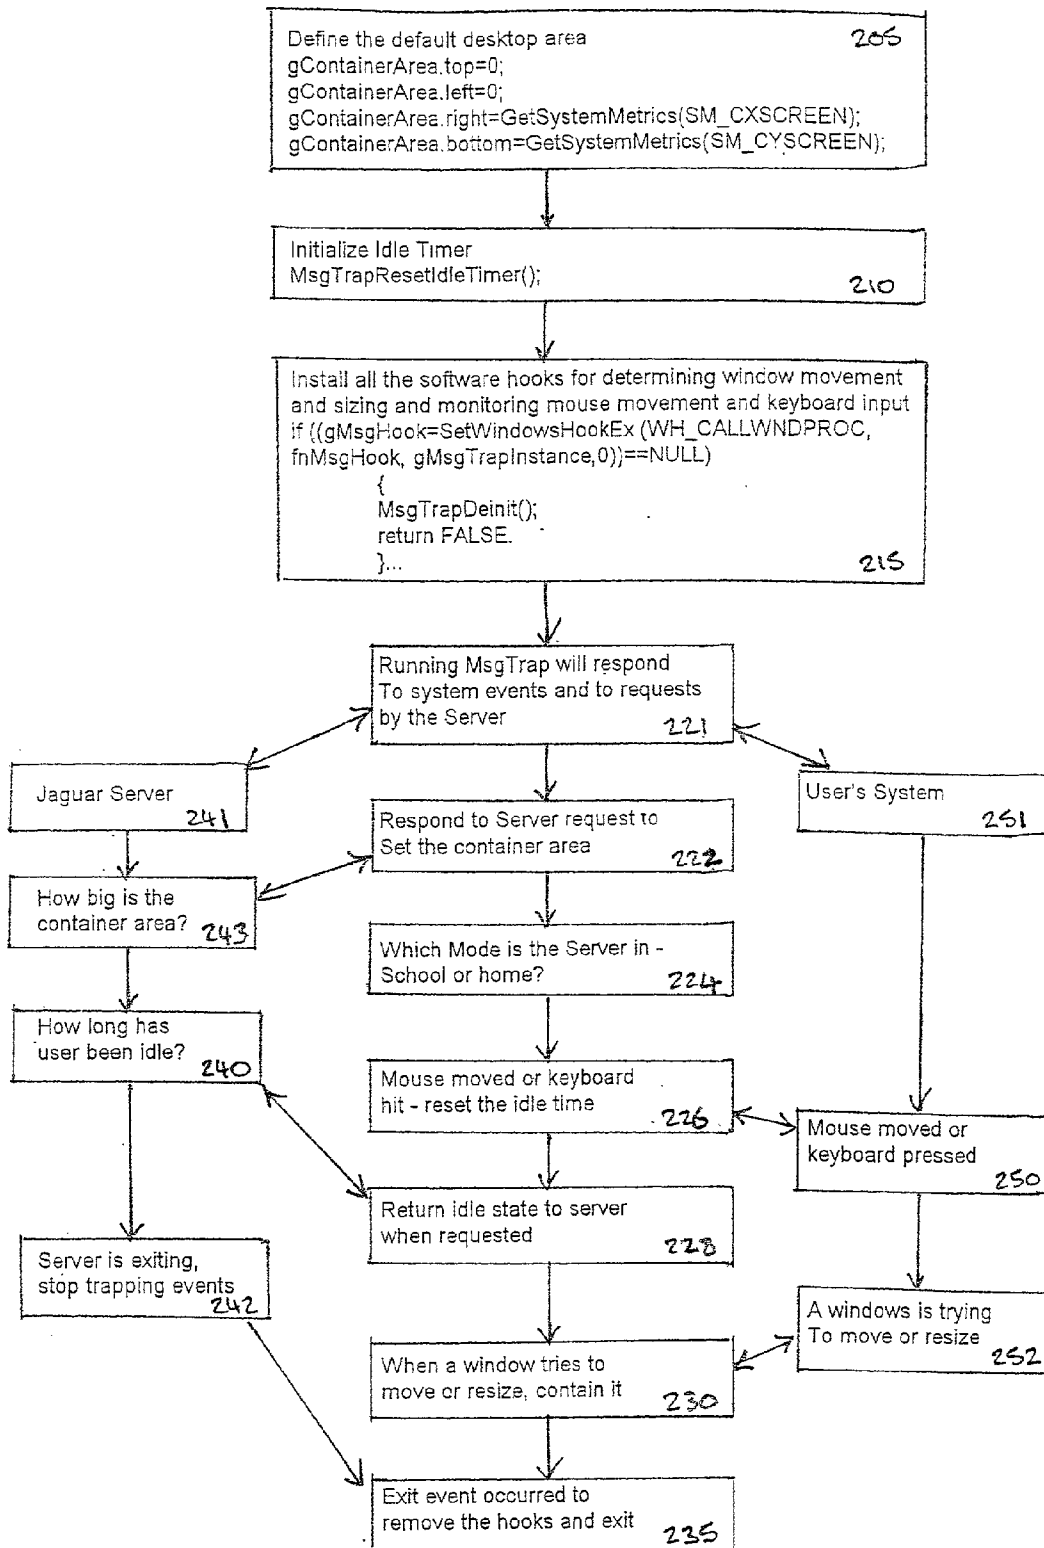 Define the default desktop area 205
gContainerArea.top=0;
gContainerArea.left=0;
gContainerArea.right=GetSystemMetrics(SM_CXSCREEN);
gContainerArea.bottom=GetSystemMetrics(SM_CYSCREEN);
Initialize Idle Timer
MsgTrapResetIdleTimer();
210
Install all the software hooks for determining window movement
and sizing and monitoring mouse movement and keyboard input
if ((gMsgHook=SetWindowsHookEx (WH_CALLWNDPROC,
fnMsgHook, gMsgTrapInstance,0))==NULL)
{
MsgTrapDeinit();
return FALSE.
}...
215
Running MsgTrap will respond
To system events and to requests
by the Server
221
Jaguar Server
241
User's System
251
Respond to Server request to
Set the container area
222
How big is the
container area?
243
Which Mode is the Server in -
School or home?
224
How long has
user been idle?
240
Mouse moved or keyboard
hit - reset the idle time
226
Mouse moved or
keyboard pressed
250
Return idle state to server
when requested
228
Server is exiting,
stop trapping events
242
A windows is trying
To move or resize
252
When a window tries to
move or resize, contain it
230
Exit event occurred to
remove the hooks and exit
235